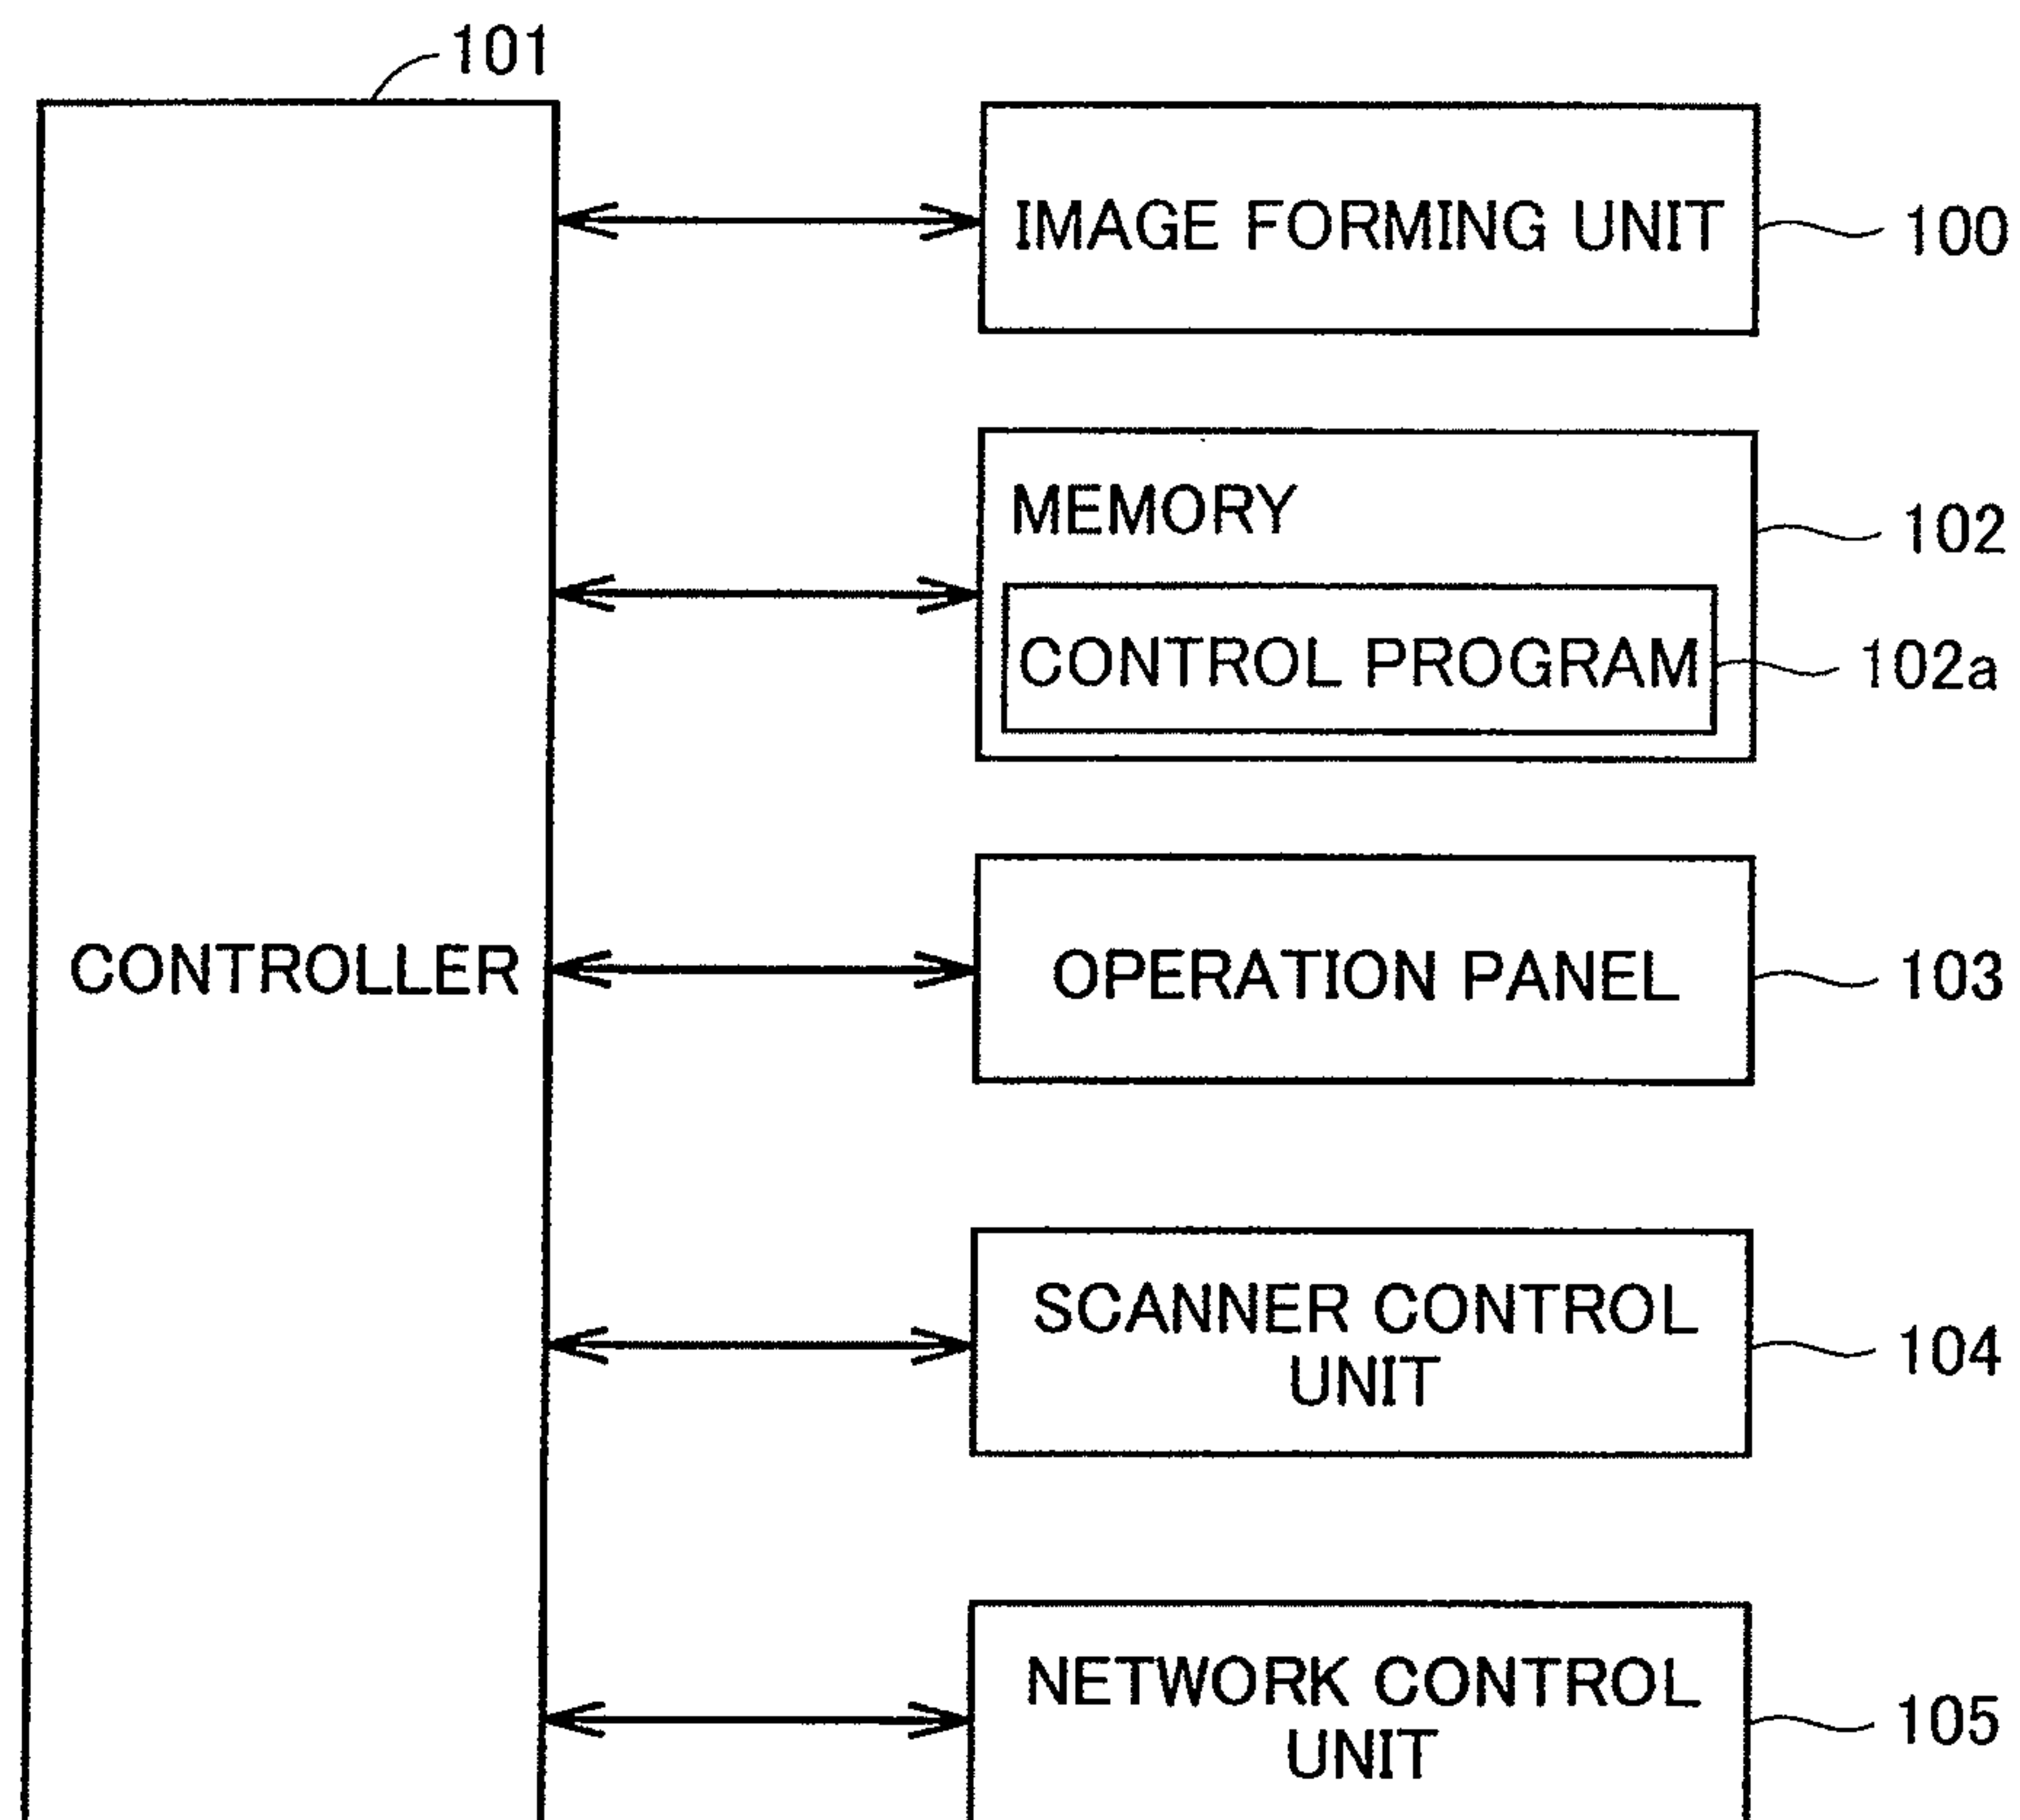 101
IMAGE FORMING UNIT
100
MEMORY
102
CONTROL PROGRAM
102a
CONTROLLER
OPERATION PANEL
103
SCANNER CONTROL
UNIT
104
NETWORK CONTROL
UNIT
105